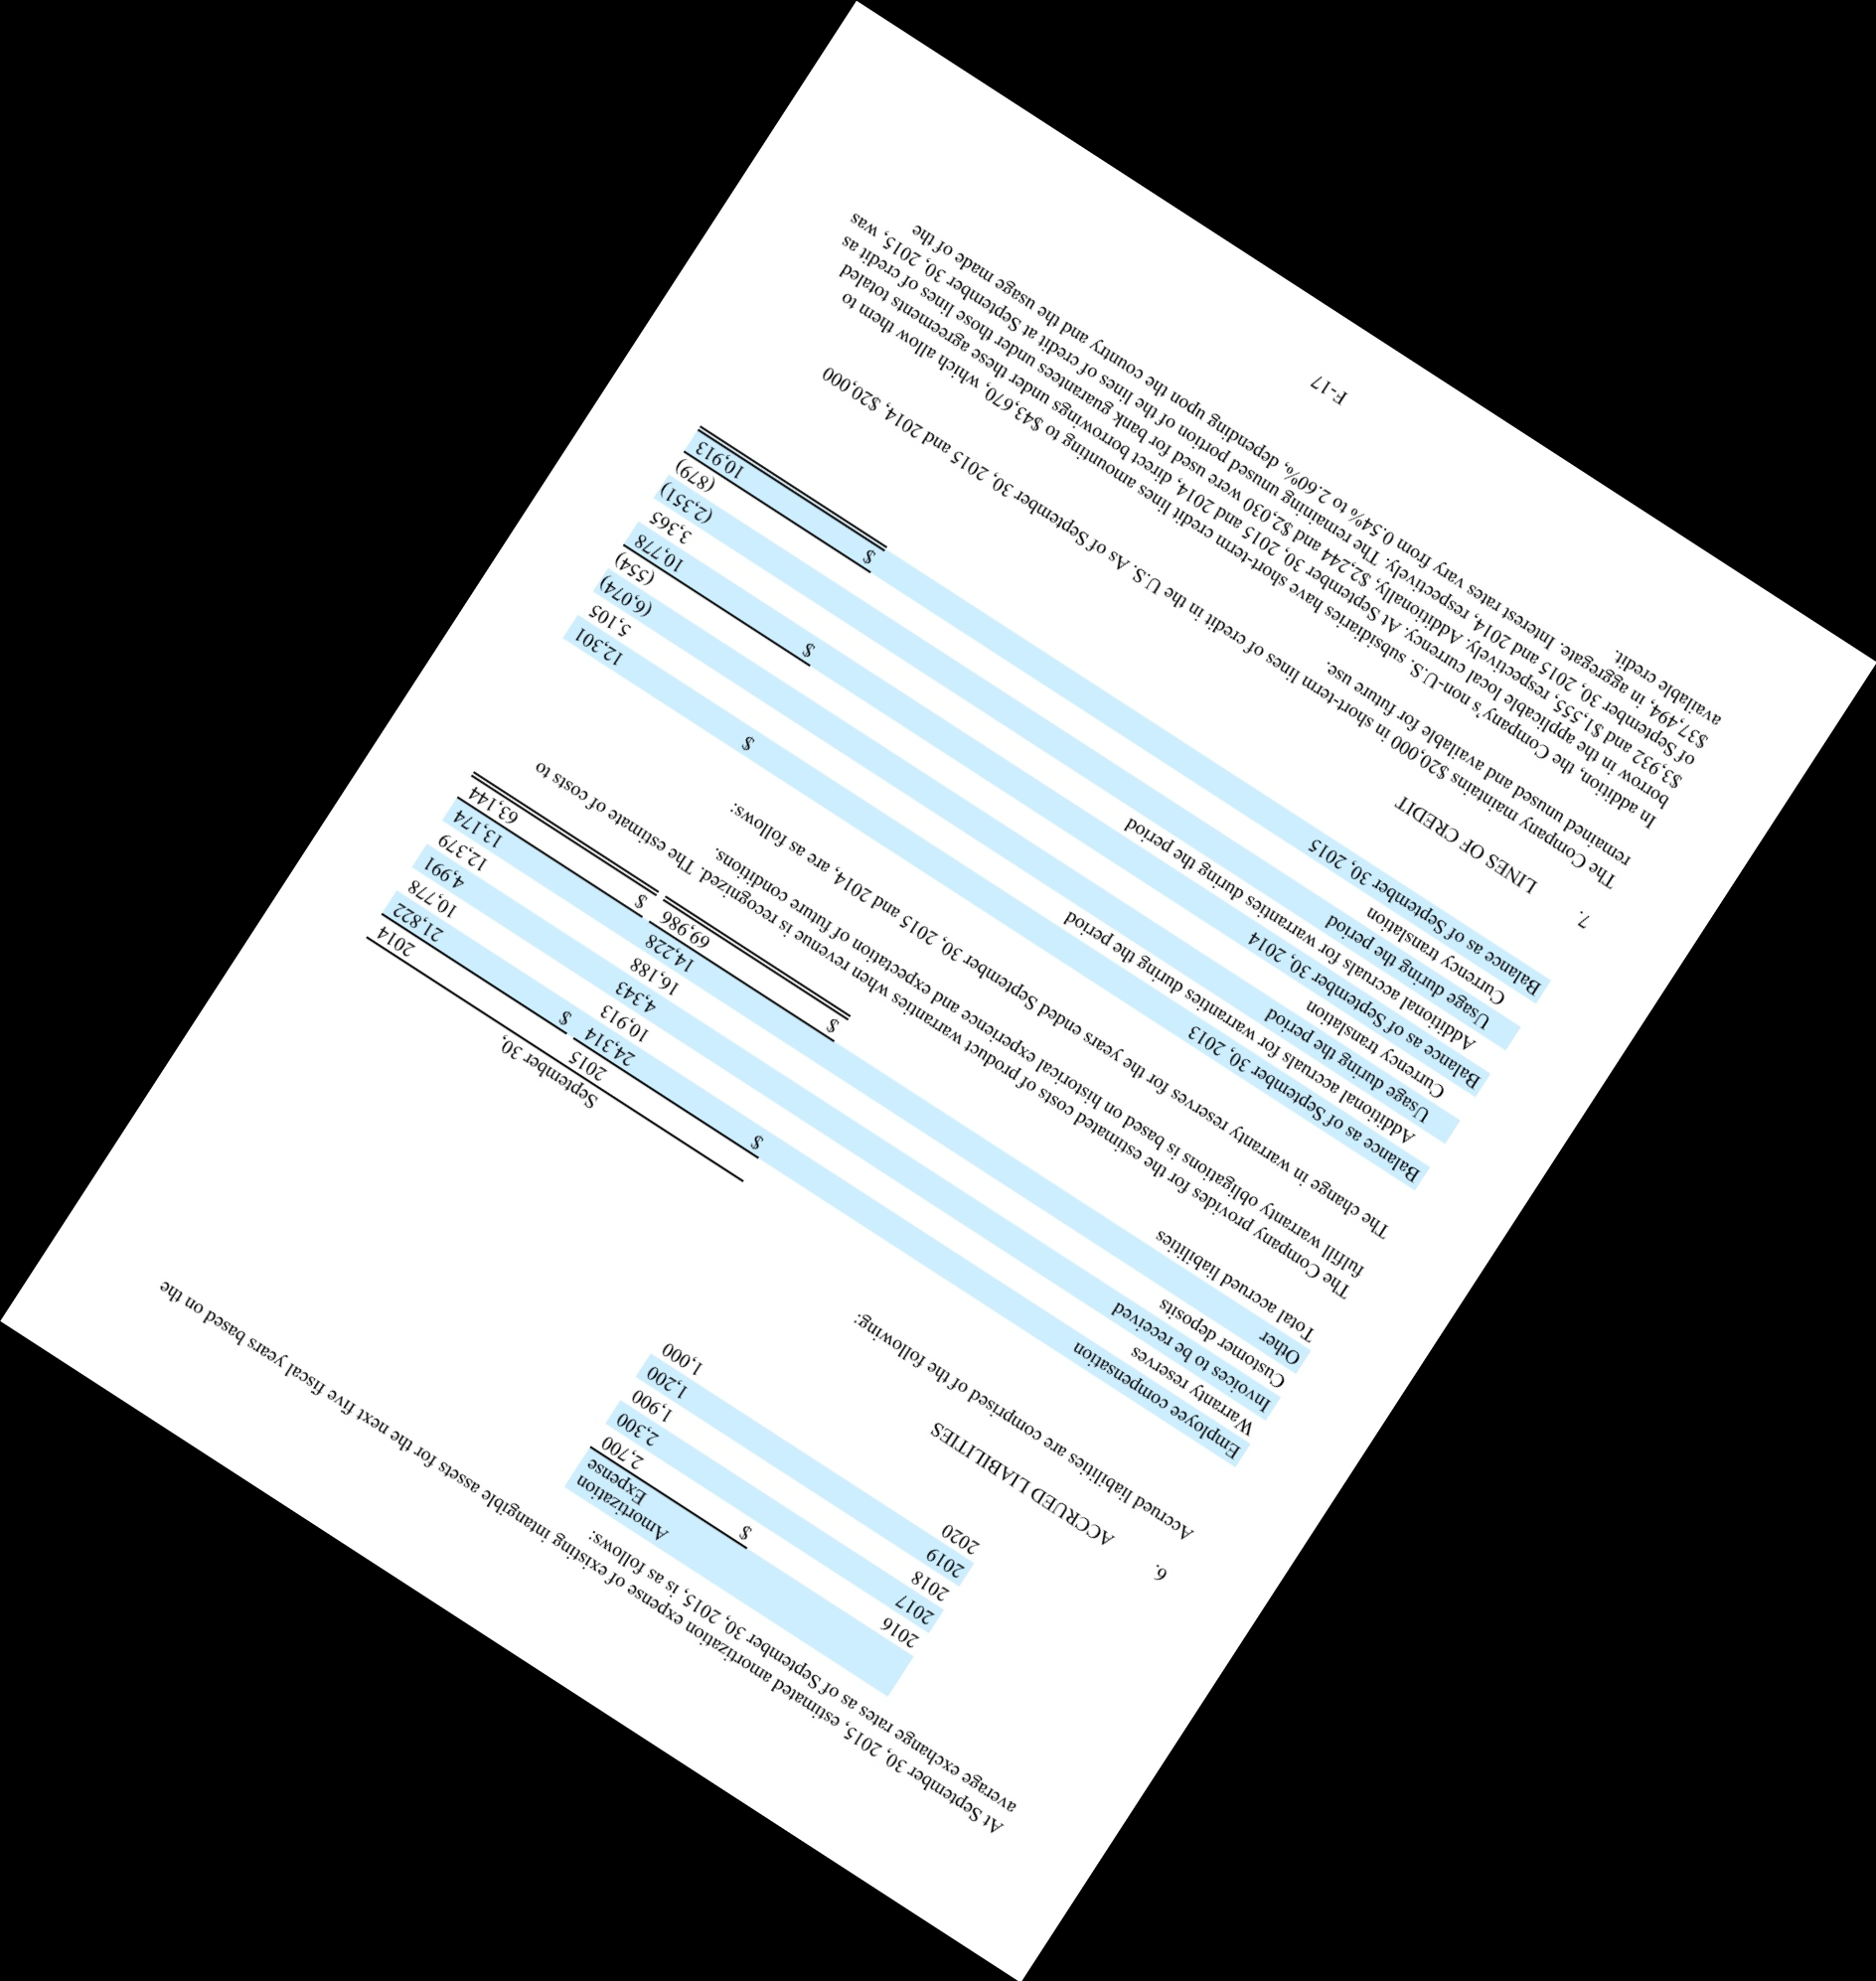 At September 30, 2015, estimated amortization expense of existing intangible assets for the next five fiscal years based on the
average exchange rates as of September 30, 2015, is as follows:
Amortization
Expense
2016 $ 2,700
2017 2,300
2018 1,900
2019 1,200
2020 1,000
6. ACCRUED LIABILITIES
Accrued liabilities are comprised of the following:
September 30,
2015 2014
Employee compensation $ 24,314 $ 21,822
Warranty reserves 10,913 10,778
Invoices to be received 4,343 4,991
Customer deposits 16,188 12,379
Other 14,228 13,174
Total accrued liabilities $ 69,986 $ 63,144
The Company provides for the estimated costs of product warranties when revenue is recognized. The estimate of costs to
fulfill warranty obligations is based on historical experience and expectation of future conditions.
The change in warranty reserves for the years ended September 30, 2015 and 2014, are as follows:
Balance as of September 30, 2013 $ 12,301
Additional accruals for warranties during the period 5,105
Usage during the period (6,074)
Currency translation (554)
Balance as of September 30, 2014 $ 10,778
Additional accruals for warranties during the period 3,365
Usage during the period (2,351)
Currency translation (879)
Balance as of September 30, 2015 $ 10,913
7. LINES OF CREDIT
The Company maintains $20,000 in short-term lines of credit in the U.S. As of September 30, 2015 and 2014, $20,000
remained unused and available for future use.
In addition, the Company's non-U.S. subsidiaries have short-term credit lines amounting to $43,670, which allow them to
borrow in the applicable local currency. At September 30, 2015 and 2014, direct borrowings under these agreements totaled
$3,932 and $1,555, respectively. Additionally, $2,244 and $2,030 were used for bank guarantees under those lines of credit as
of September 30, 2015 and 2014, respectively. The remaining unused portion of the lines of credit at September 30, 2015, was
$37,494, in aggregate. Interest rates vary from 0.54% to 2.60%, depending upon the country and the usage made of the
available credit.
F-17